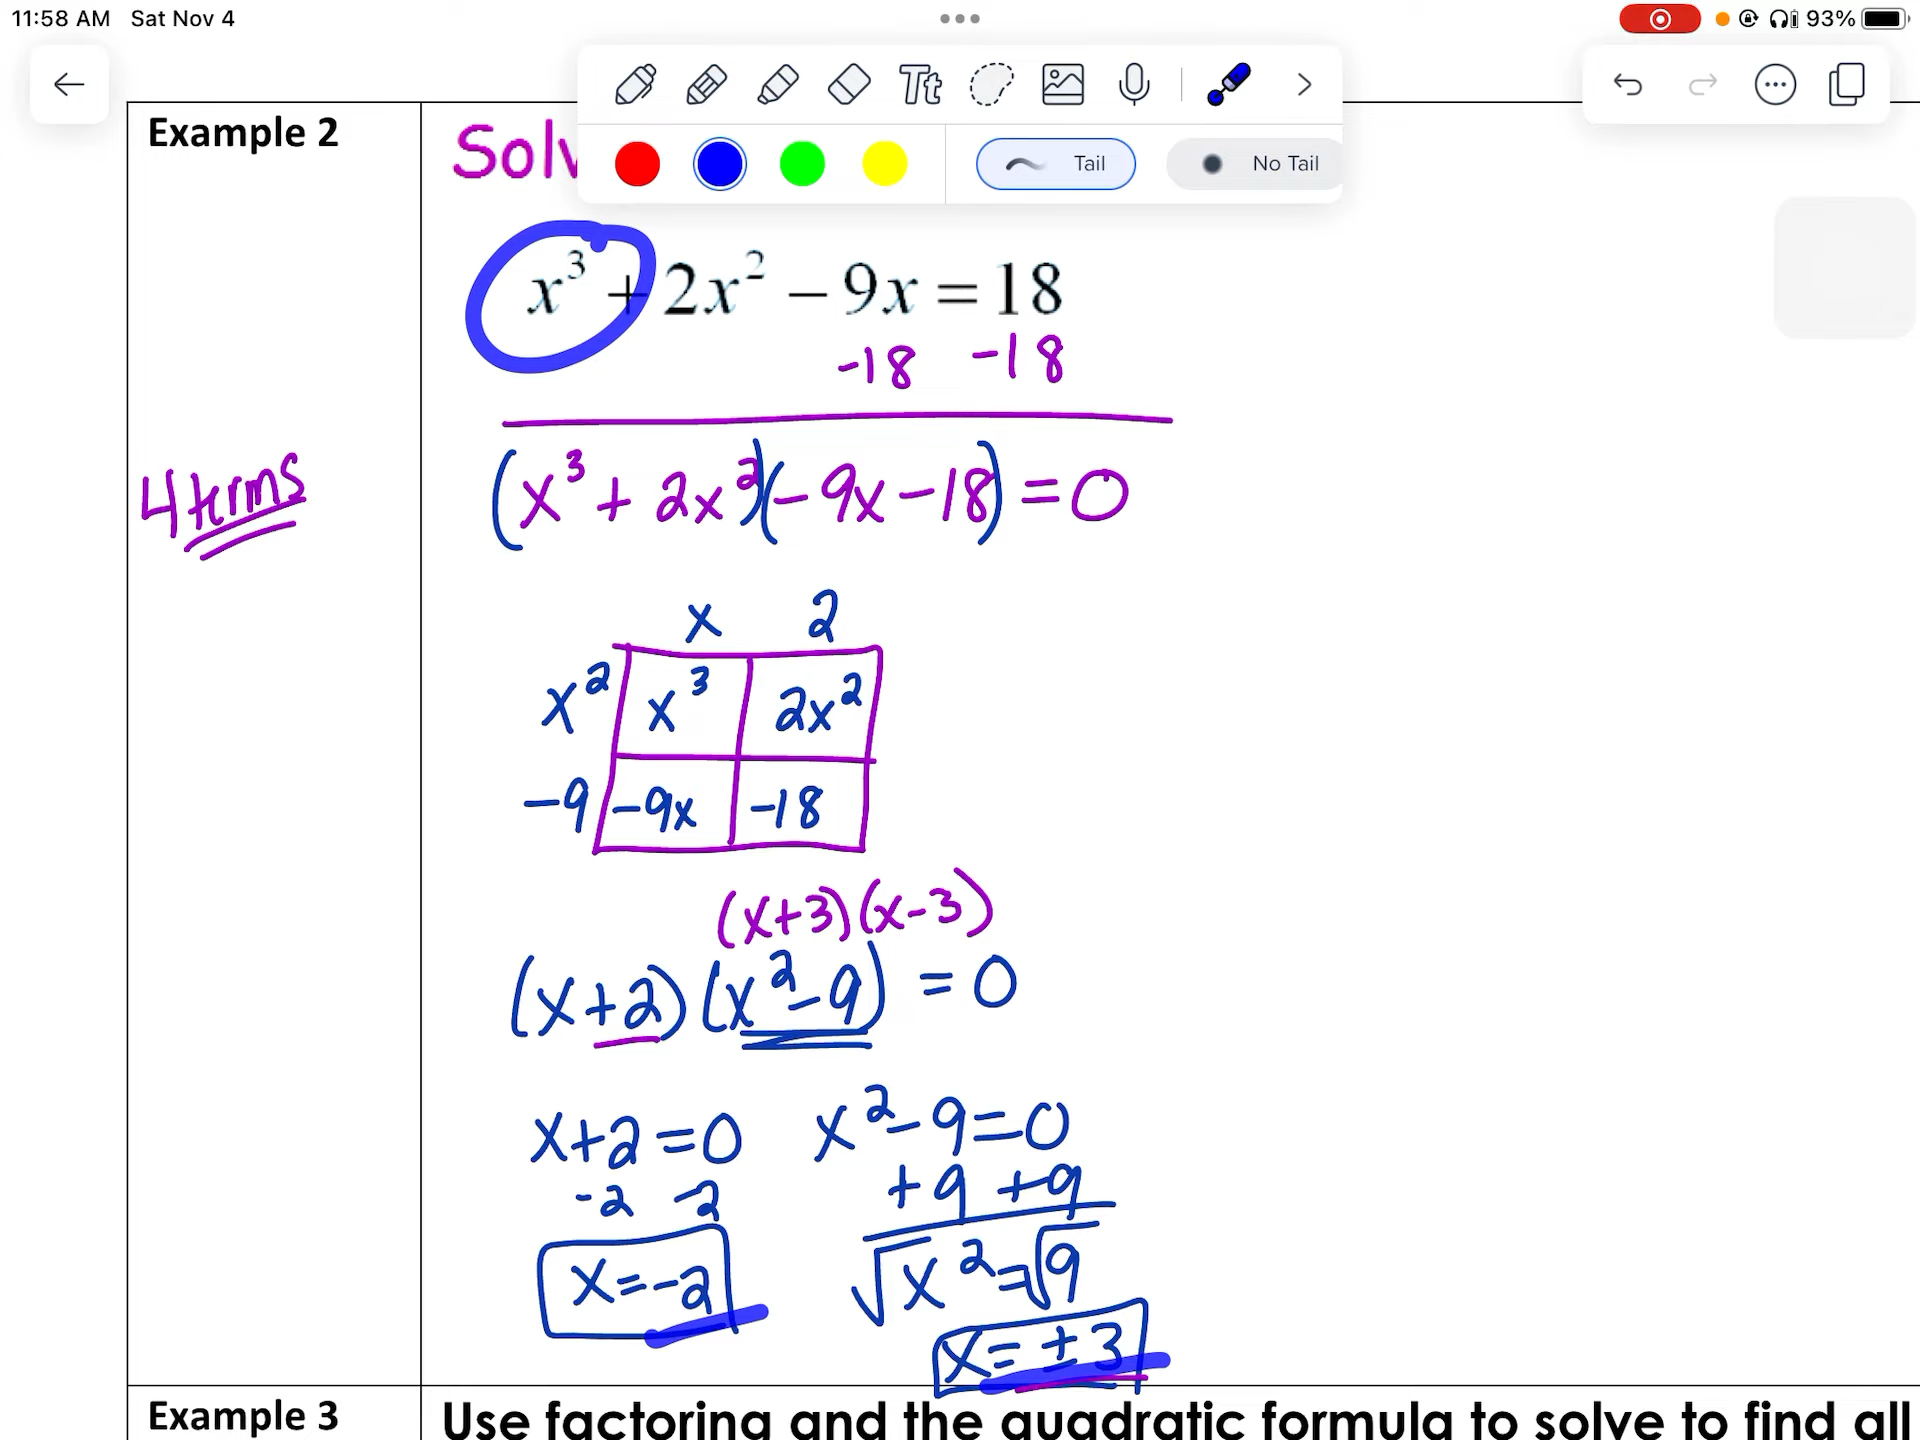 11:58 AM Sat Nov 4 93%
Tt
Tail No Tail
Example 2
Solv
x³ + 2x² − 9x = 18
-18 -18
4 terms
(x³ + 2x²)(− 9x − 18) = 0
x 2
x² x³ 2x²
−9 −9x −18
(x+3)(x−3)
(x+2)(x²−9) = 0
x+2=0 x²−9=0
-2 -2 +9 +9
x=−2 √x²=√9
x=±3
Example 3 Use factoring and the quadratic formula to solve to find all